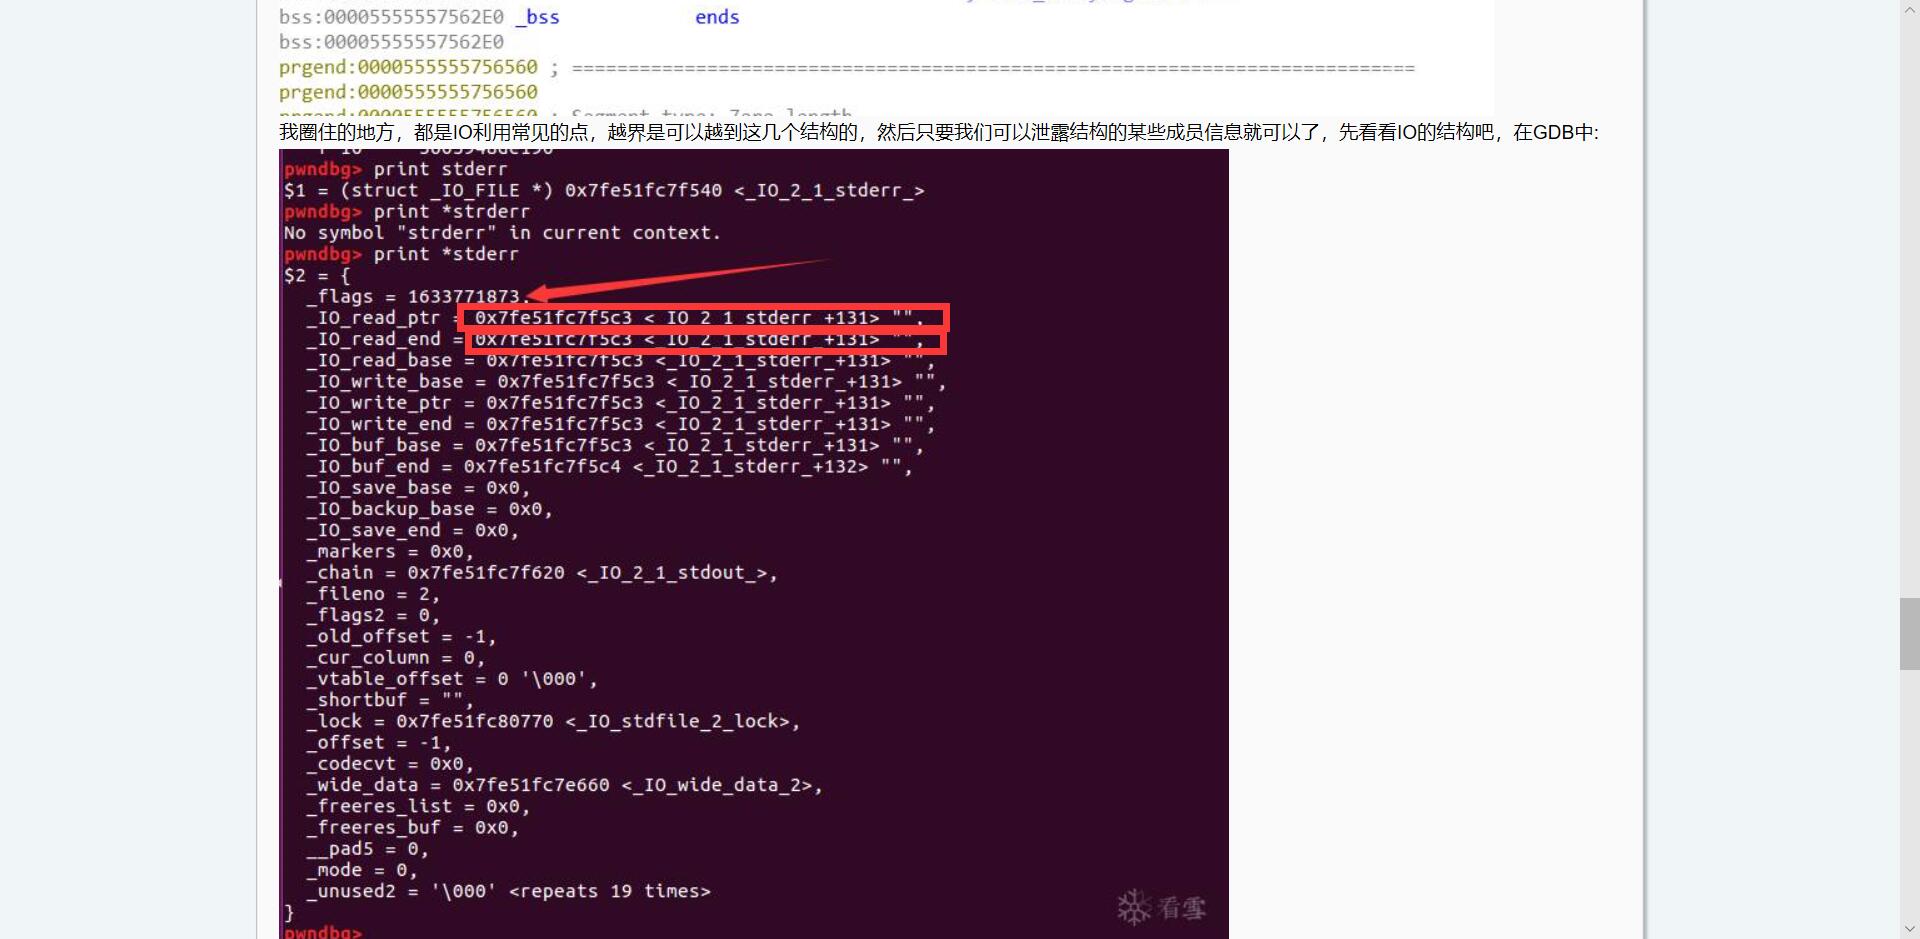 bss:00005555557562E0 _bss ends
bss:00005555557562E0
prgend:0000555555756560 ; ===========================================================================
prgend:0000555555756560
prgend:0000555555756560 ; Segment type: Zero-length
我圈住的地方，都是IO利用常见的点，越界是可以越到这几个结构的，然后只要我们可以泄露结构的某些成员信息就可以了，先看看IO的结构吧，在GDB中:
pwndbg> print stderr
$1 = (struct _IO_FILE *) 0x7fe51fc7f540 <_IO_2_1_stderr_>
pwndbg> print *strderr
No symbol "strderr" in current context.
pwndbg> print *stderr
$2 = {
_flags = 1633771873,
_IO_read_ptr = 0x7fe51fc7f5c3 <_IO_2_1_stderr_+131> "",
_IO_read_end = 0x7fe51fc7f5c3 <_IO_2_1_stderr_+131> "",
_IO_read_base = 0x7fe51fc7f5c3 <_IO_2_1_stderr_+131> "",
_IO_write_base = 0x7fe51fc7f5c3 <_IO_2_1_stderr_+131> "",
_IO_write_ptr = 0x7fe51fc7f5c3 <_IO_2_1_stderr_+131> "",
_IO_write_end = 0x7fe51fc7f5c3 <_IO_2_1_stderr_+131> "",
_IO_buf_base = 0x7fe51fc7f5c3 <_IO_2_1_stderr_+131> "",
_IO_buf_end = 0x7fe51fc7f5c4 <_IO_2_1_stderr_+132> "",
_IO_save_base = 0x0,
_IO_backup_base = 0x0,
_IO_save_end = 0x0,
_markers = 0x0,
_chain = 0x7fe51fc7f620 <_IO_2_1_stdout_>,
_fileno = 2,
_flags2 = 0,
_old_offset = -1,
_cur_column = 0,
_vtable_offset = 0 '\000',
_shortbuf = "",
_lock = 0x7fe51fc80770 <_IO_stdfile_2_lock>,
_offset = -1,
_codecvt = 0x0,
_wide_data = 0x7fe51fc7e660 <_IO_wide_data_2>,
_freeres_list = 0x0,
_freeres_buf = 0x0,
__pad5 = 0,
_mode = 0,
_unused2 = '\000' <repeats 19 times>
}
看雪
pwndbg>